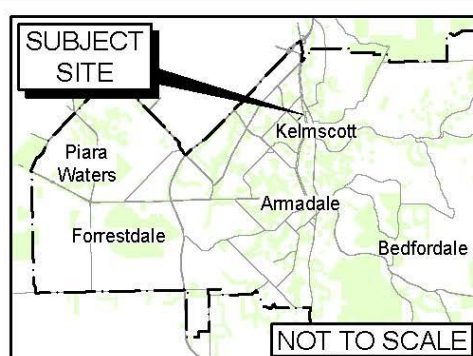 SUBJECT
SITE
Kelmscott
Piara
Waters
Armadale
Forrestdale
Bedfordale
NOT TO SCALE